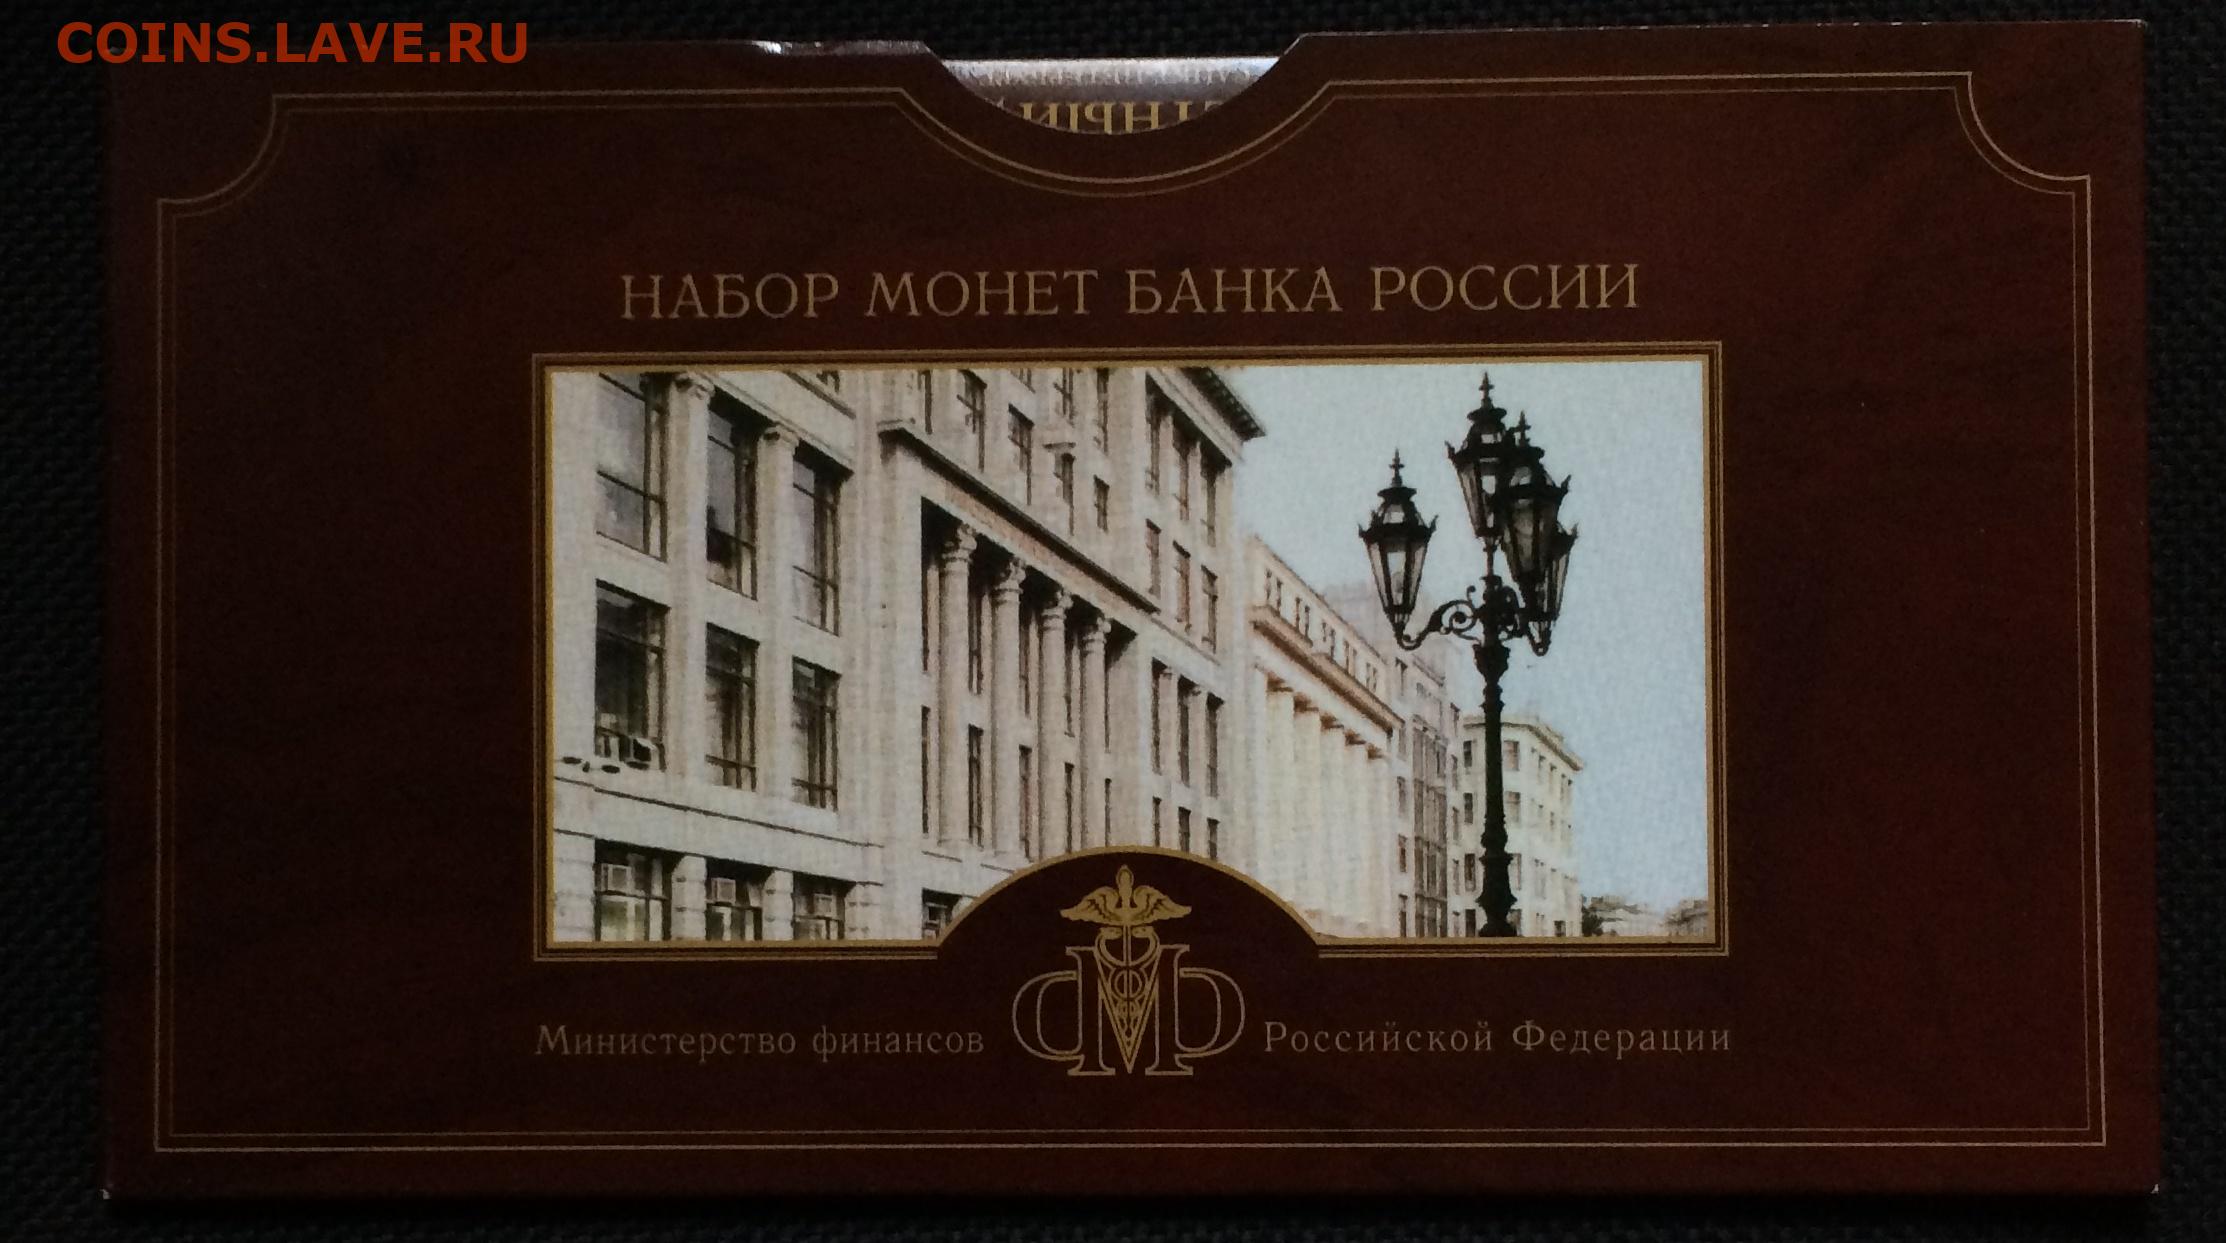 COINS.LAVE.RU
НАБОР МОНЕТ БАНКА РОССИИ
Министерство финансов Российской Федерации